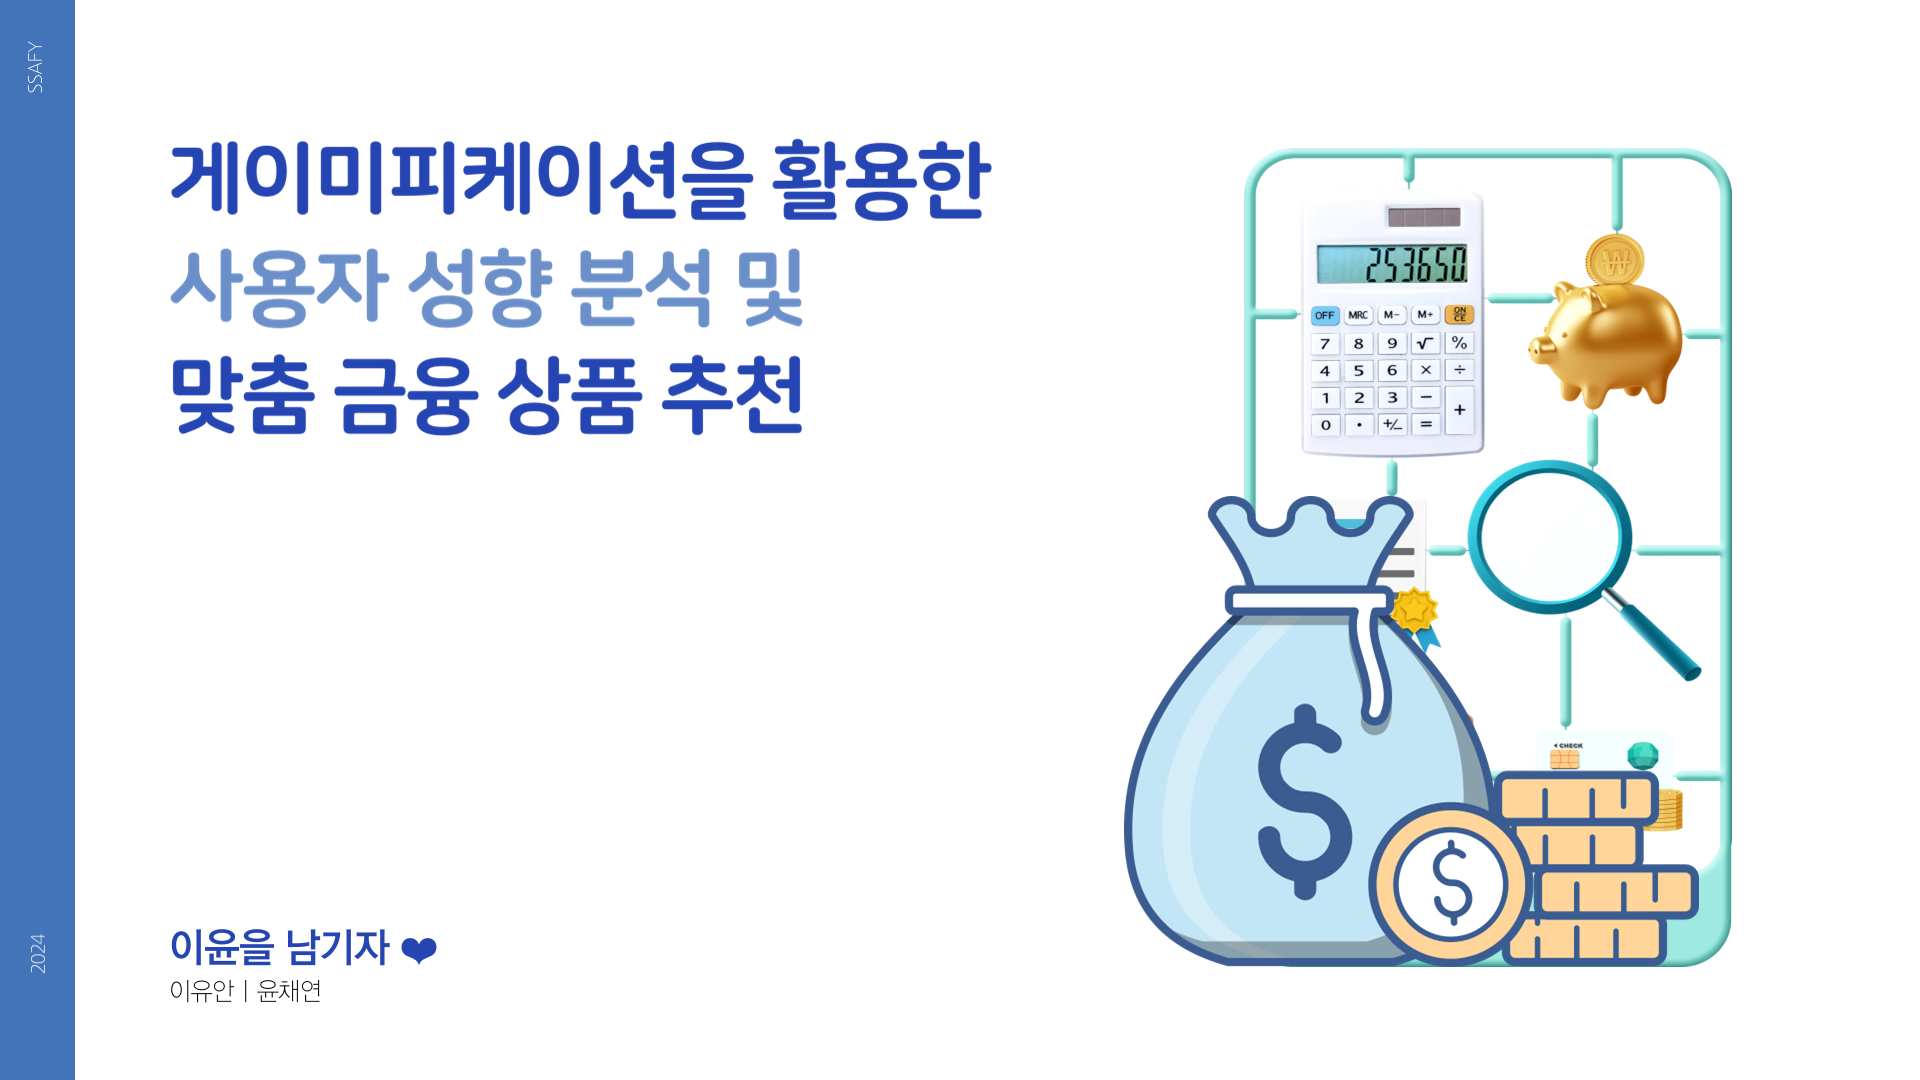 SSAFY
게이미피케이션을 활용한
사용자 성향 분석 및
맞춤 금융 상품 추천
253650
OFF MRC M− M+ ON CE
7 8 9 √ %
4 5 6 × ÷
1 2 3 − +
0 • +/− =
₩
◀ CHECK
$
$
이윤을 남기자 ❤
이유안 | 윤채연
2024